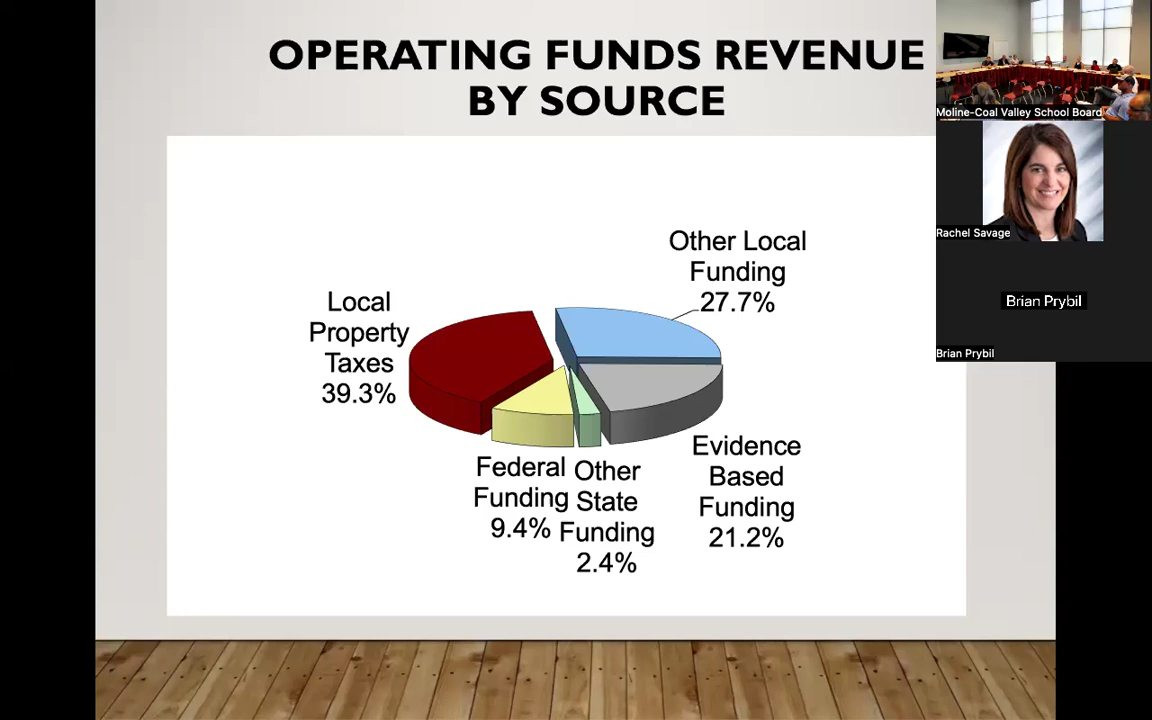 OPERATING FUNDS REVENUE
BY SOURCE
Moline-Coal Valley School Board
Rachel Savage
Brian Prybil
Brian Prybil
Other Local
Funding
27.7%
Local
Property
Taxes
39.3%
Evidence
Based
Funding
21.2%
Federal
Funding
9.4%
Other
State
Funding
2.4%